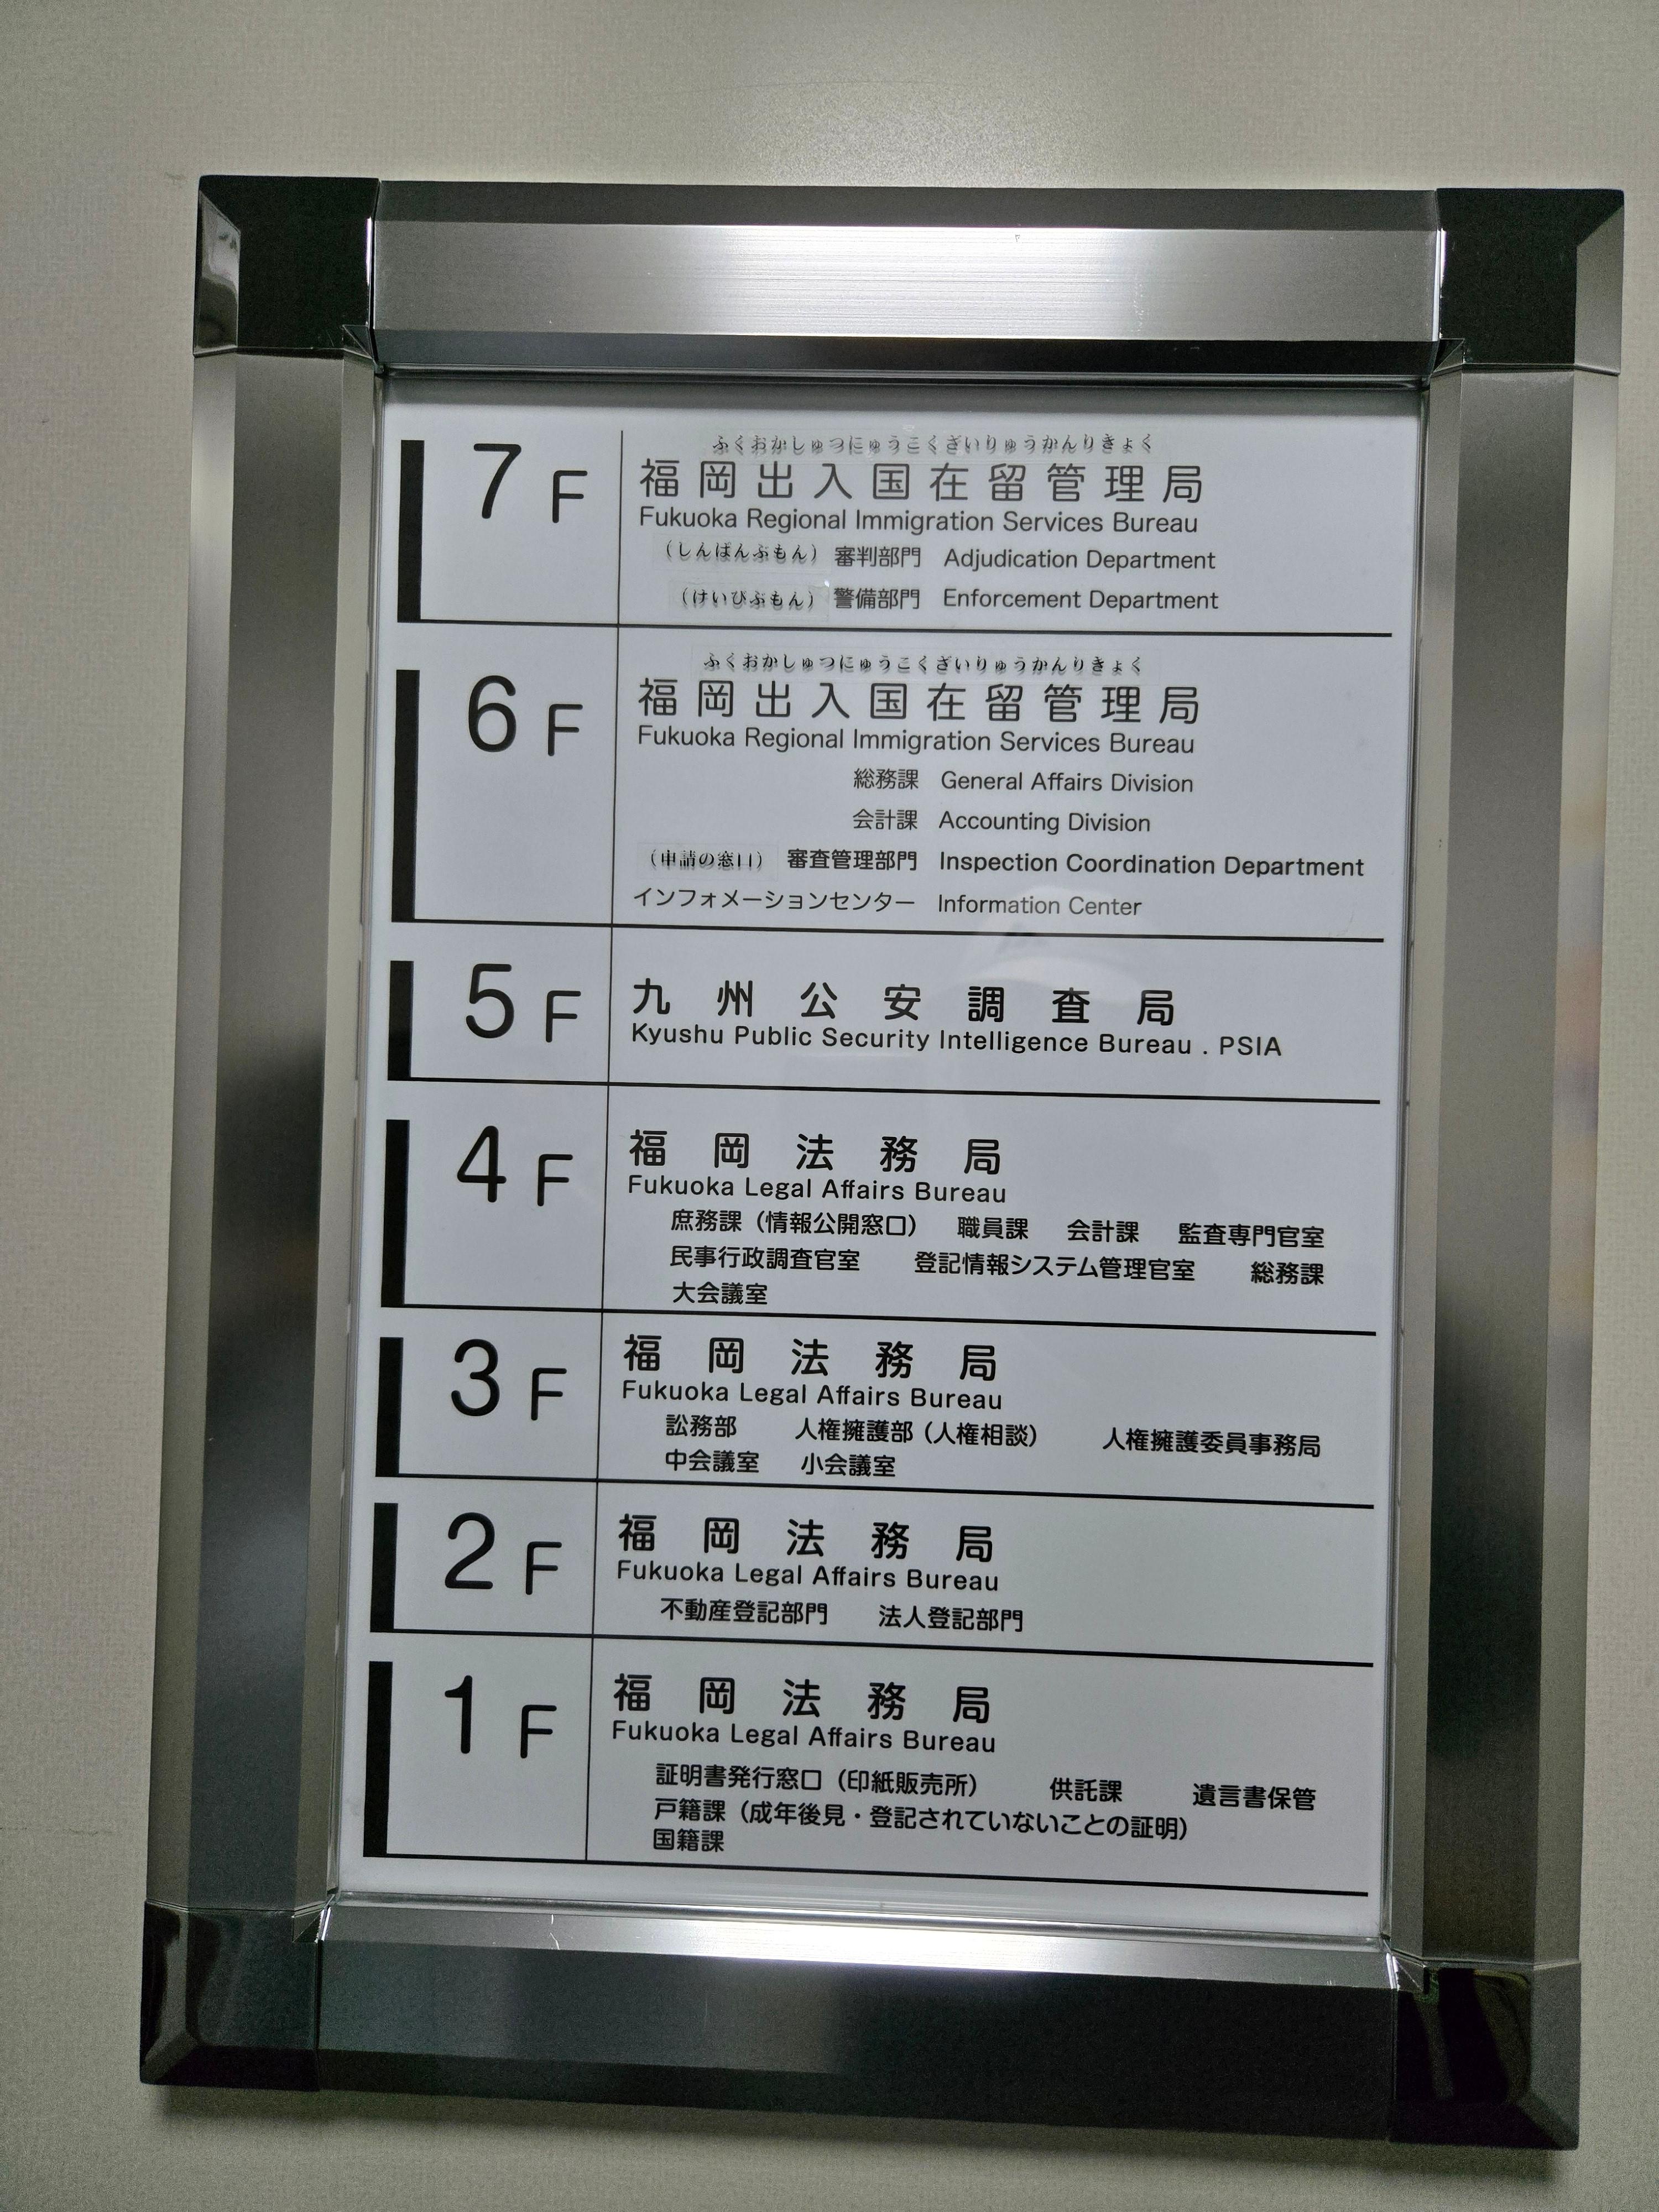 7F
ふくおかしゅつにゅうこくざいりゅうかんりきょく
福岡出入国在留管理局
Fukuoka Regional Immigration Services Bureau
（しんぱんぶもん） 審判部門 Adjudication Department
（けいびぶもん） 警備部門 Enforcement Department
6F
ふくおかしゅつにゅうこくざいりゅうかんりきょく
福岡出入国在留管理局
Fukuoka Regional Immigration Services Bureau
総務課 General Affairs Division
会計課 Accounting Division
（申請の窓口） 審査管理部門 Inspection Coordination Department
インフォメーションセンター Information Center
5F
九州公安調査局
Kyushu Public Security Intelligence Bureau . PSIA
4F
福岡法務局
Fukuoka Legal Affairs Bureau
庶務課（情報公開窓口） 職員課 会計課 監査専門官室
民事行政調査官室 登記情報システム管理官室 総務課
大会議室
3F
福岡法務局
Fukuoka Legal Affairs Bureau
訟務部 人権擁護部（人権相談） 人権擁護委員事務局
中会議室 小会議室
2F
福岡法務局
Fukuoka Legal Affairs Bureau
不動産登記部門 法人登記部門
1F
福岡法務局
Fukuoka Legal Affairs Bureau
証明書発行窓口（印紙販売所） 供託課 遺言書保管
戸籍課（成年後見・登記されていないことの証明）
国籍課